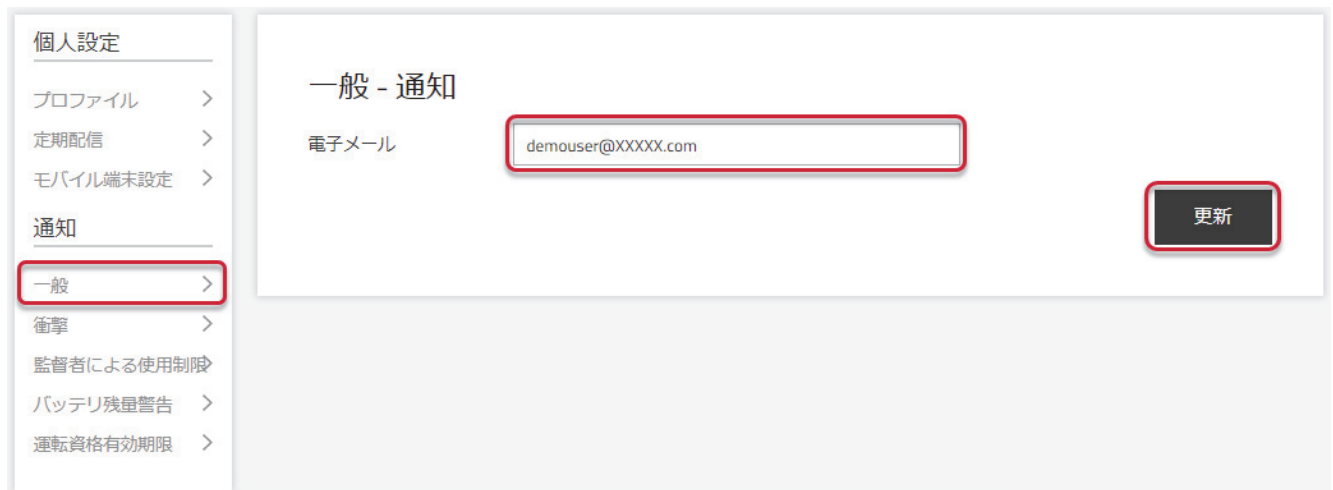 個人設定
プロファイル
定期配信
モバイル端末設定
通知
一般
衝撃
監督者による使用制限
バッテリ残量警告
運転資格有効期限
一般 - 通知
電子メール
demouser@XXXXX.com
更新